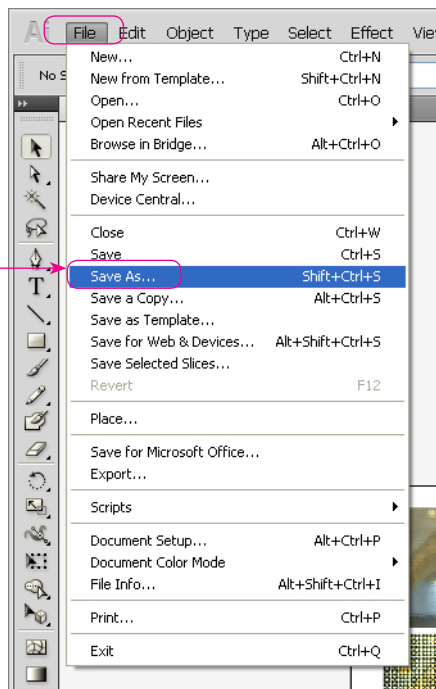 Ai File Edit Object Type Select Effect
No
New... Ctrl+N
New from Template... Shift+Ctrl+N
Open... Ctrl+O
Open Recent Files
Browse in Bridge... Alt+Ctrl+O
Share My Screen...
Device Central...
Close Ctrl+W
Save Ctrl+S
Save As... Shift+Ctrl+S
Save a Copy... Alt+Ctrl+S
Save as Template...
Save for Web & Devices... Alt+Shift+Ctrl+S
Save Selected Slices...
Revert F12
Place...
Save for Microsoft Office...
Export...
Scripts
Document Setup... Alt+Ctrl+P
Document Color Mode
File Info... Alt+Shift+Ctrl+I
Print... Ctrl+P
Exit Ctrl+Q